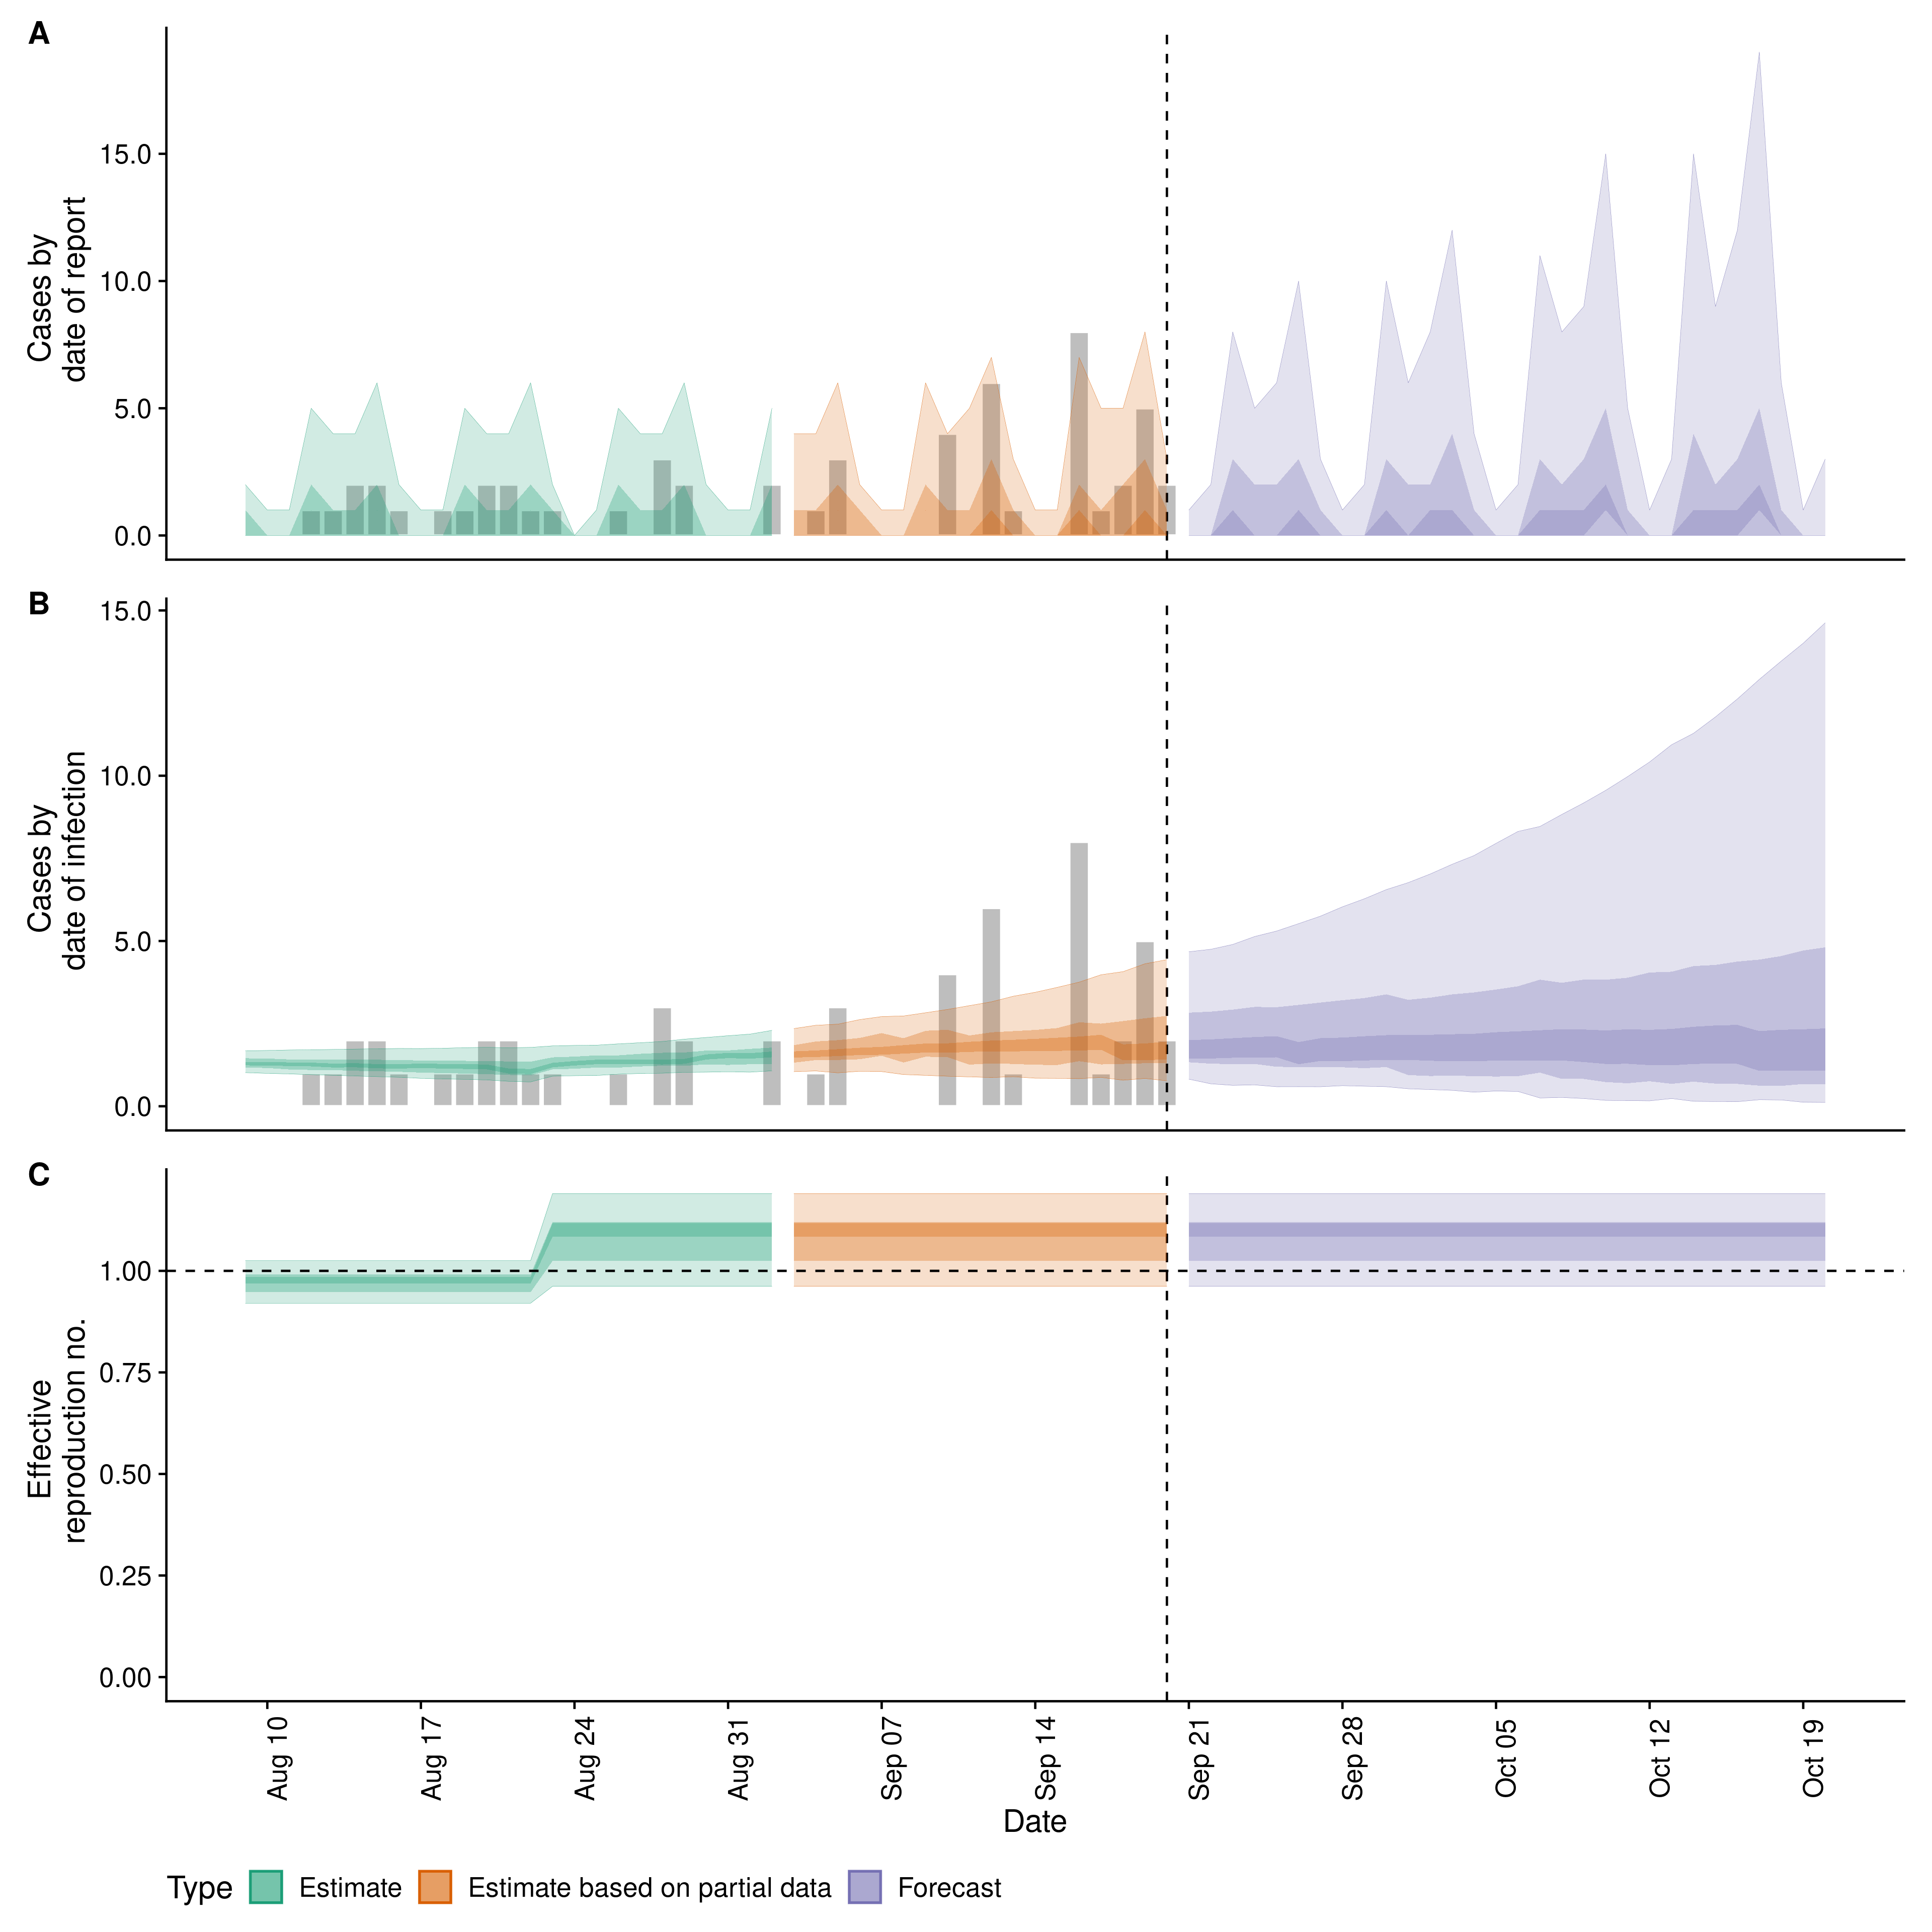 A
Cases by
date of report
15.0
10.0
5.0
0.0
B
Cases by
date of infection
15.0
10.0
5.0
0.0
C
Effective
reproduction no.
1.00
0.75
0.50
0.25
0.00
Aug 10
Aug 17
Aug 24
Aug 31
Sep 07
Sep 14
Sep 21
Sep 28
Oct 05
Oct 12
Oct 19
Date
Type Estimate Estimate based on partial data Forecast